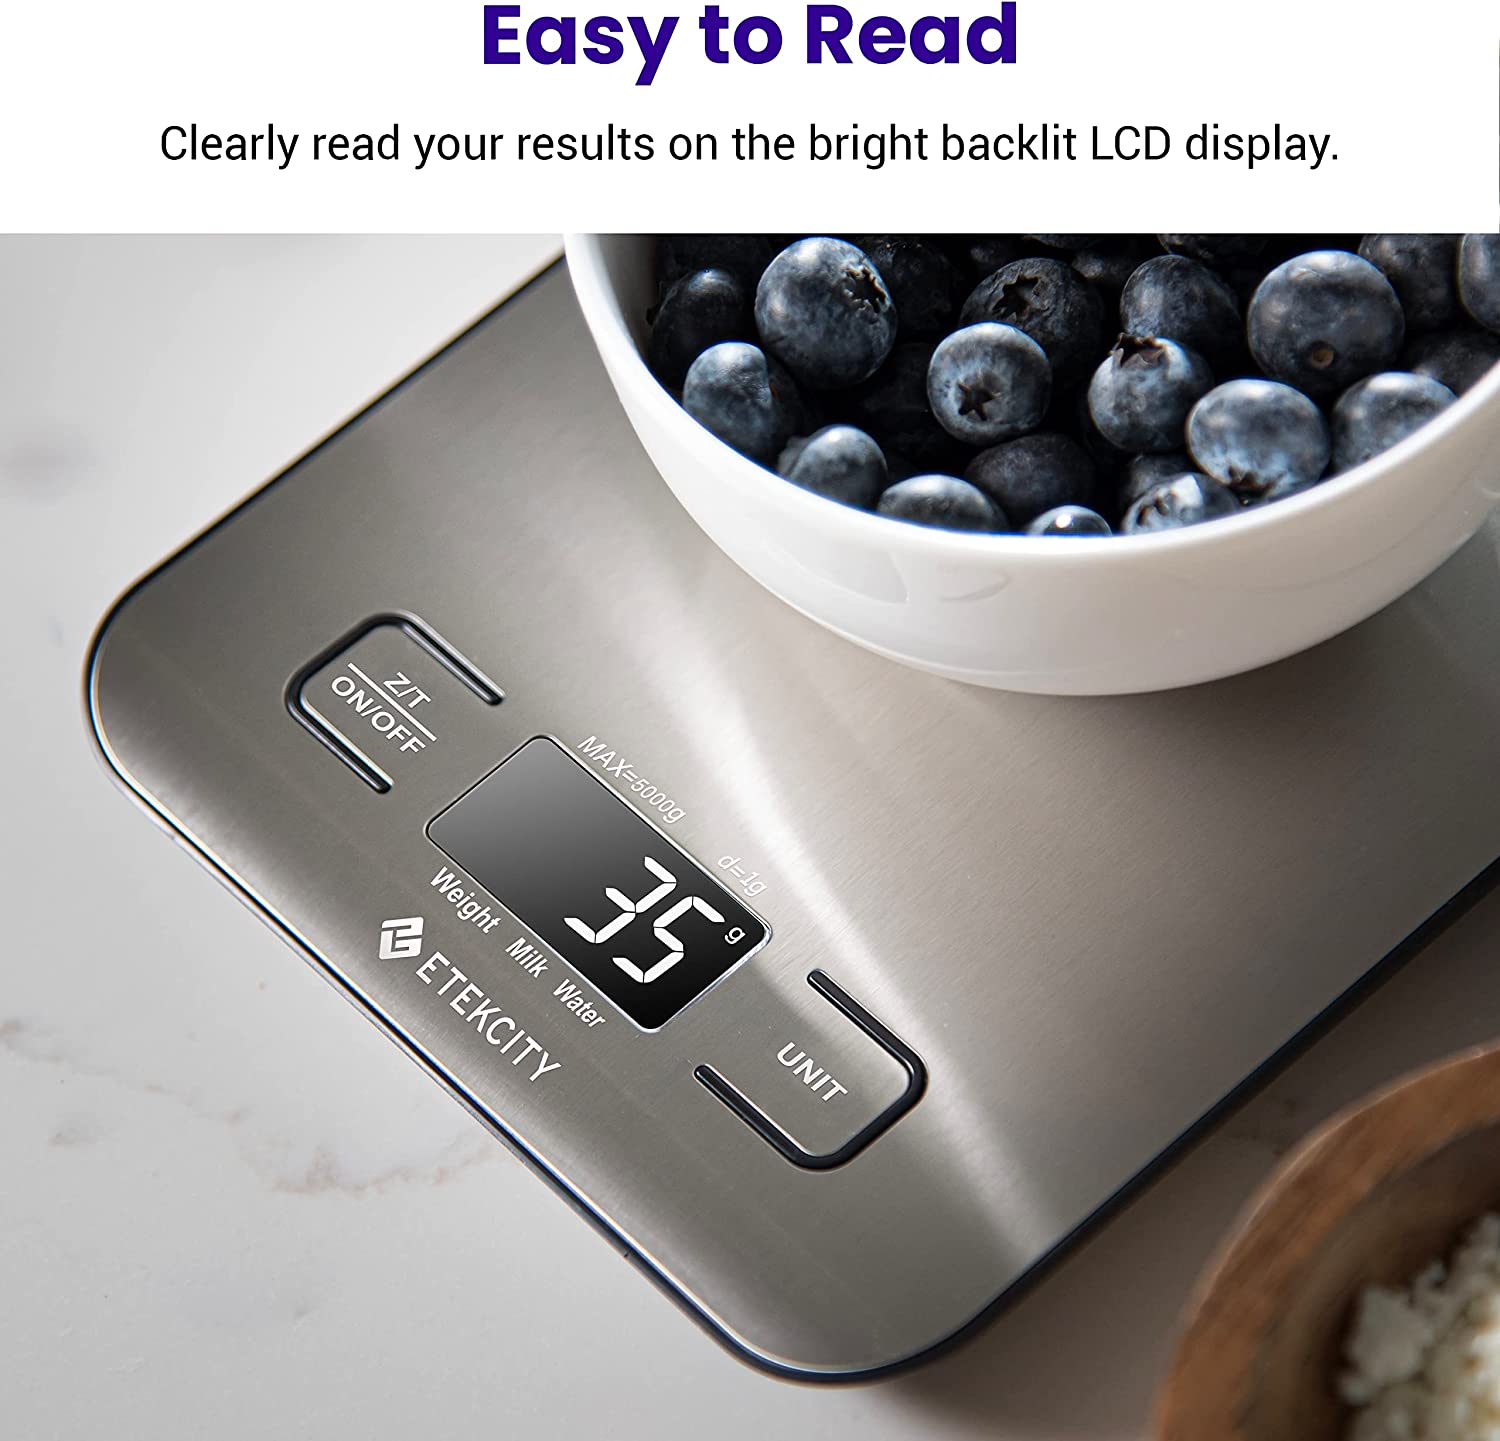 Easy to Read
Clearly read your results on the bright backlit LCD display.
Z/T
ON/OFF
MAX=5000g
d=1g
35 g
Weight Milk Water
ETEKCITY
UNIT